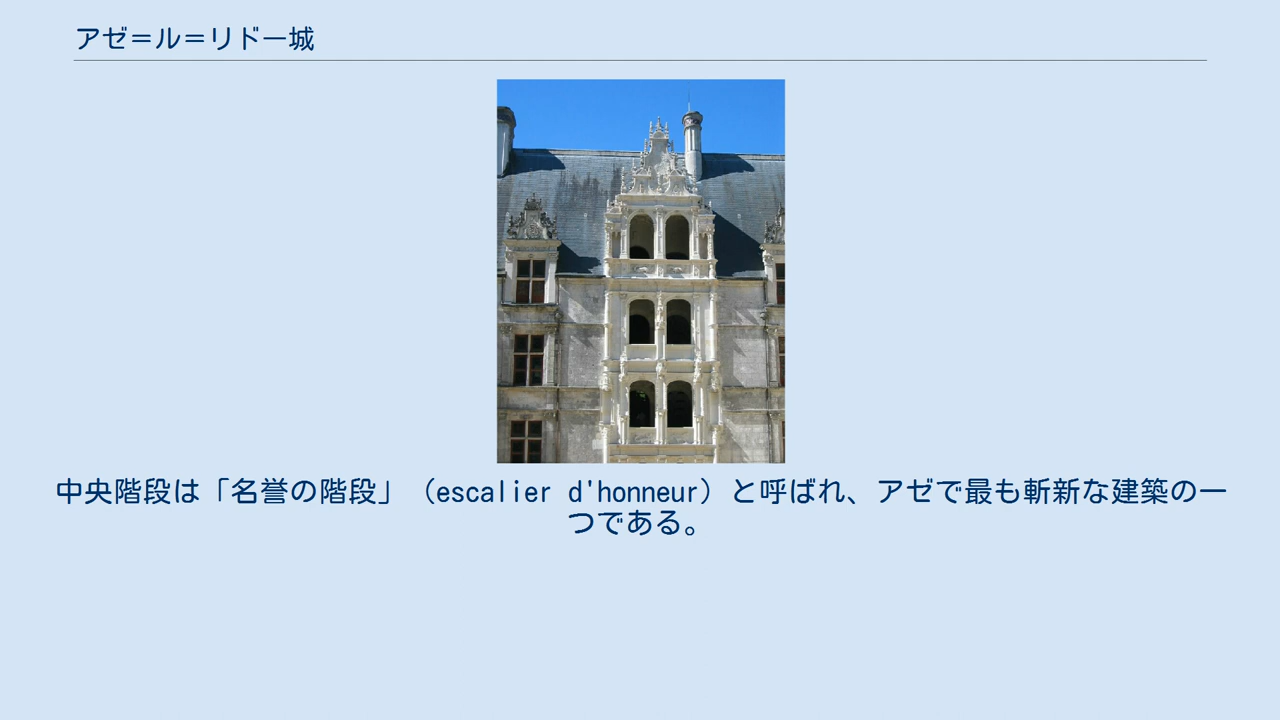 アゼ＝ル＝リドー城
中央階段は「名誉の階段」（escalier d'honneur）と呼ばれ、アゼで最も斬新な建築の一
つである。